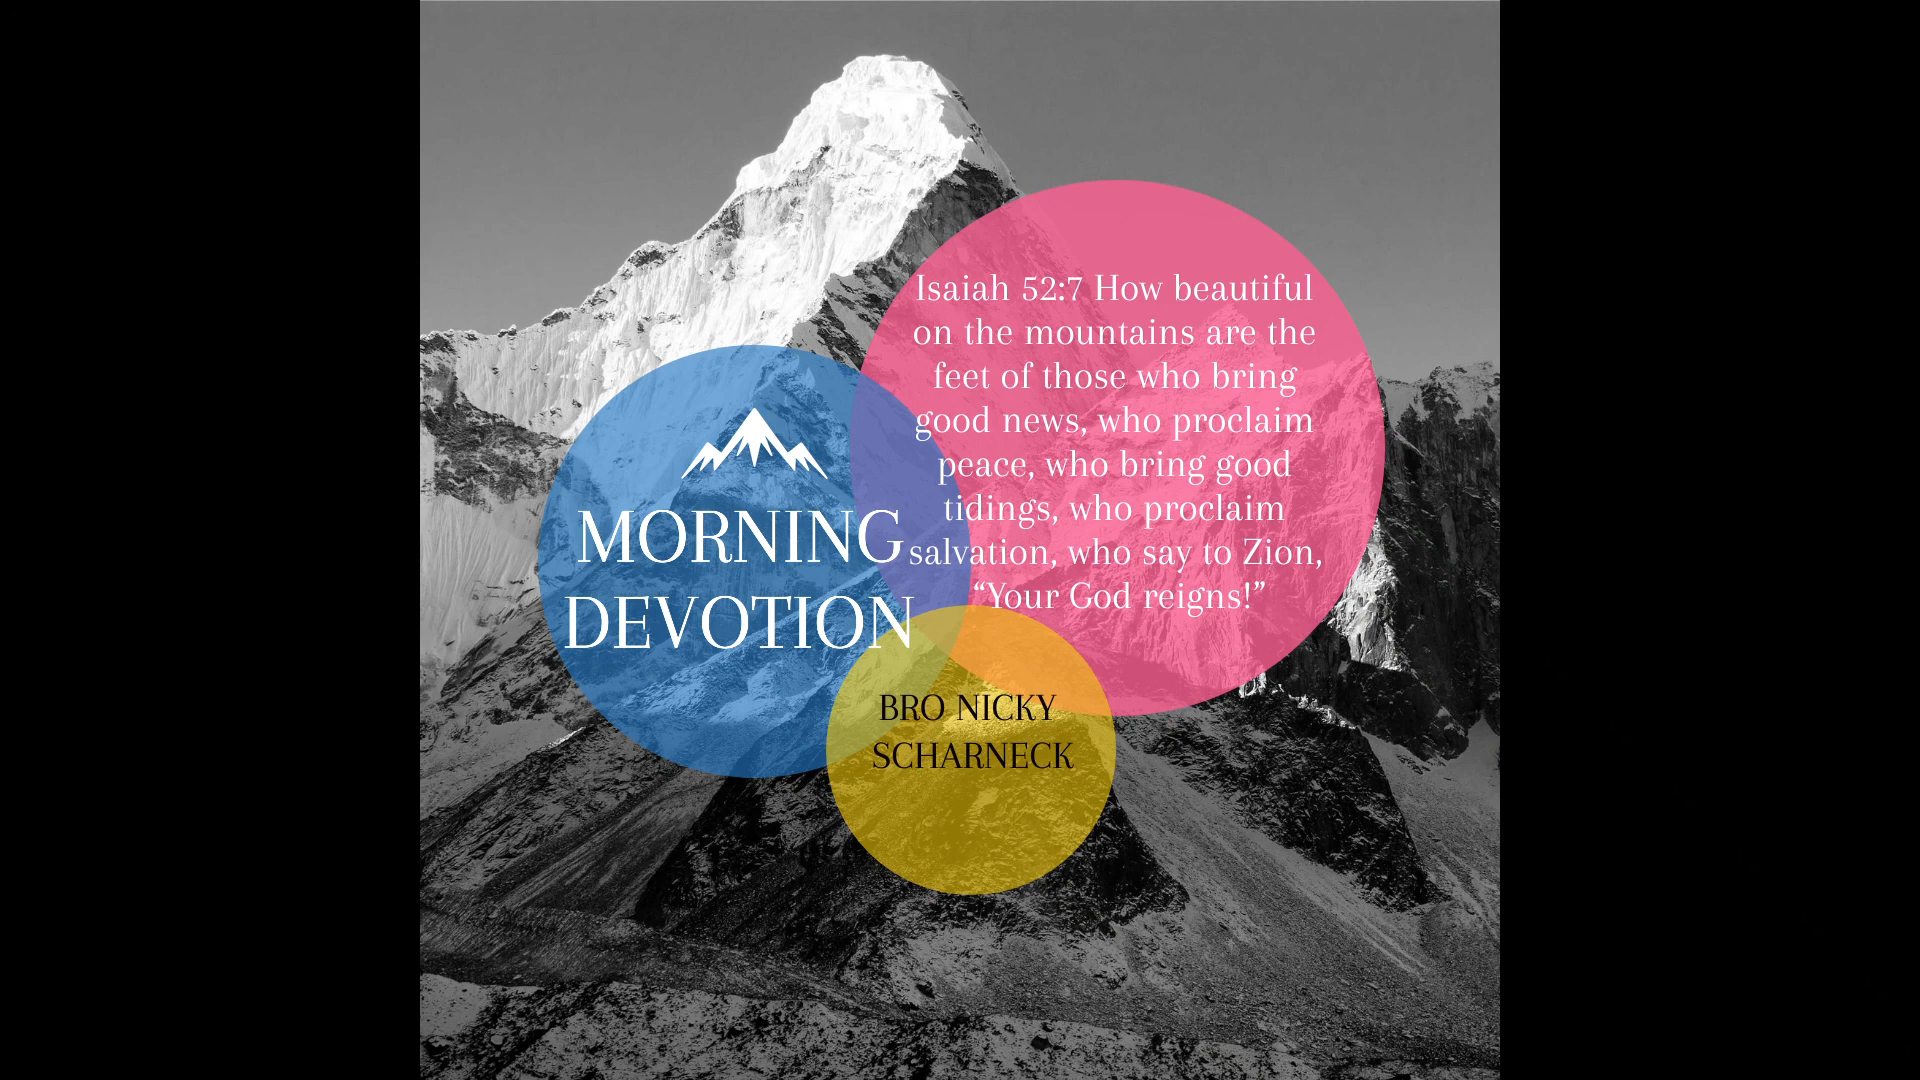 MORNING
DEVOTION
Isaiah 52:7 How beautiful
on the mountains are the
feet of those who bring
good news, who proclaim
peace, who bring good
tidings, who proclaim
salvation, who say to Zion,
“Your God reigns!”
BRO NICKY
SCHARNECK